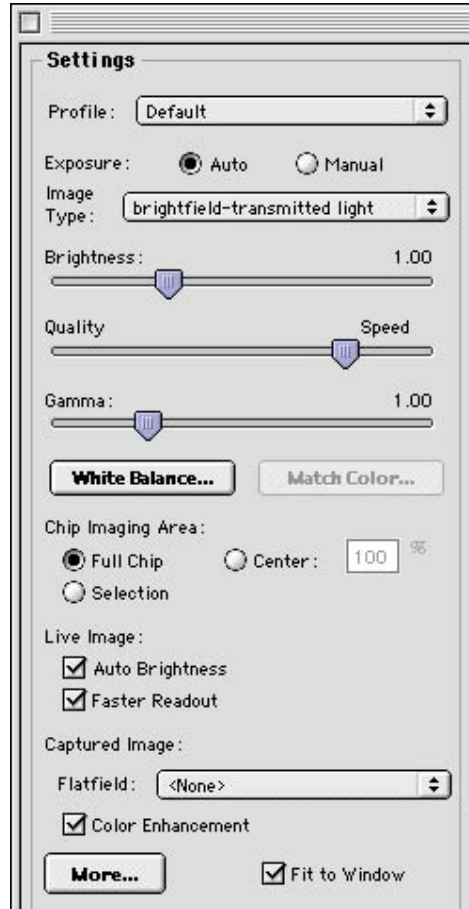 Settings
Profile: Default
Exposure: Auto Manual
Image
Type: brightfield-transmitted light
Brightness: 1.00
Quality Speed
Gamma: 1.00
White Balance... Match Color...
Chip Imaging Area:
Full Chip Center: 100 %
Selection
Live Image:
Auto Brightness
Faster Readout
Captured Image:
Flatfield: <None>
Color Enhancement
More... Fit to Window